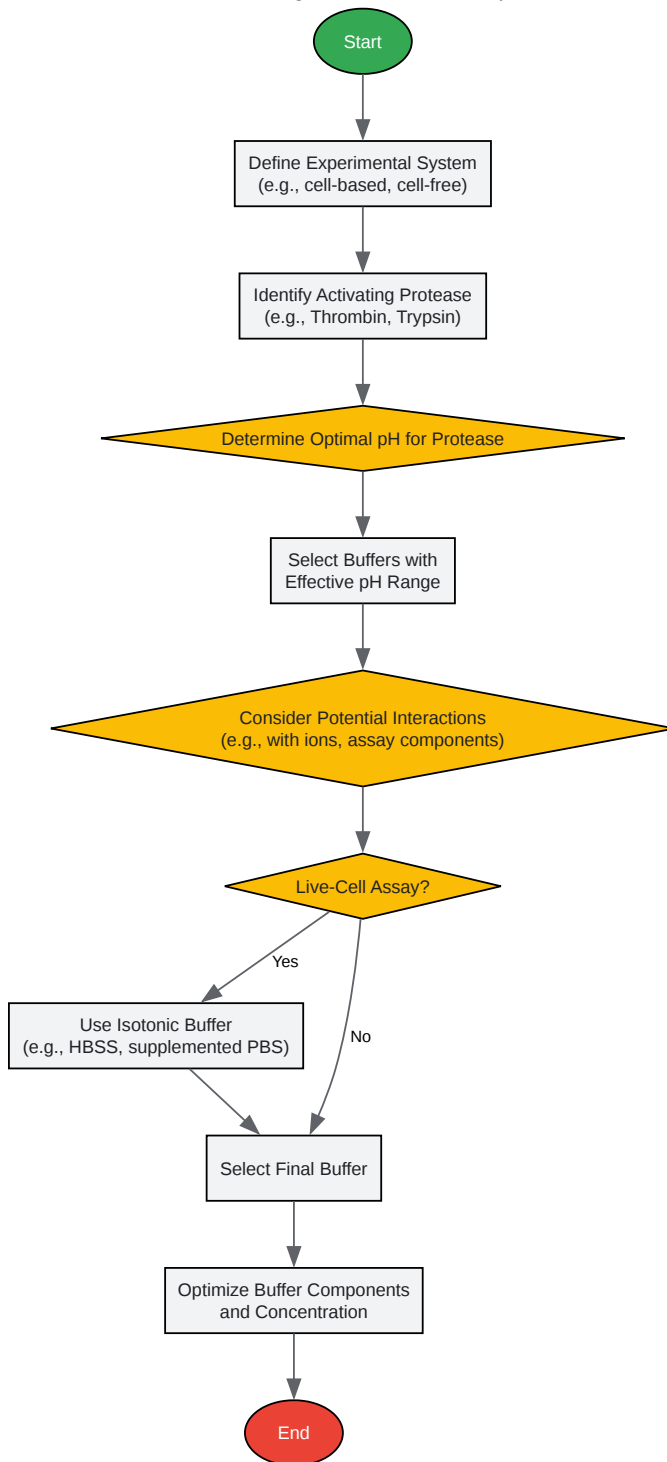 Start
Define Experimental System
(e.g., cell-based, cell-free)
Identify Activating Protease
(e.g., Thrombin, Trypsin)
Determine Optimal pH for Protease
Select Buffers with
Effective pH Range
Consider Potential Interactions
(e.g., with ions, assay components)
Live-Cell Assay?
Yes
Use Isotonic Buffer
(e.g., HBSS, supplemented PBS)
No
Select Final Buffer
Optimize Buffer Components
and Concentration
End